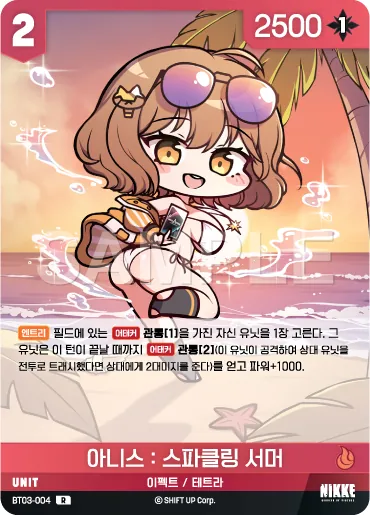 2
2500 1
SAMPLE
엔트리 필드에 있는 어태커 관통[1]을 가진 자신 유닛을 1장 고른다. 그
유닛은 이 턴이 끝날 때까지 어태커 관통[2](이 유닛이 공격하여 상대 유닛을
전투로 트래시했다면 상대에게 2대미지를 준다)를 얻고 파워+1000.
아니스 : 스파클링 서머
UNIT
이펙트 / 테트라
BT03-004 R
ⓒSHIFT UP Corp.
NIKKE
GODDESS OF VICTORY